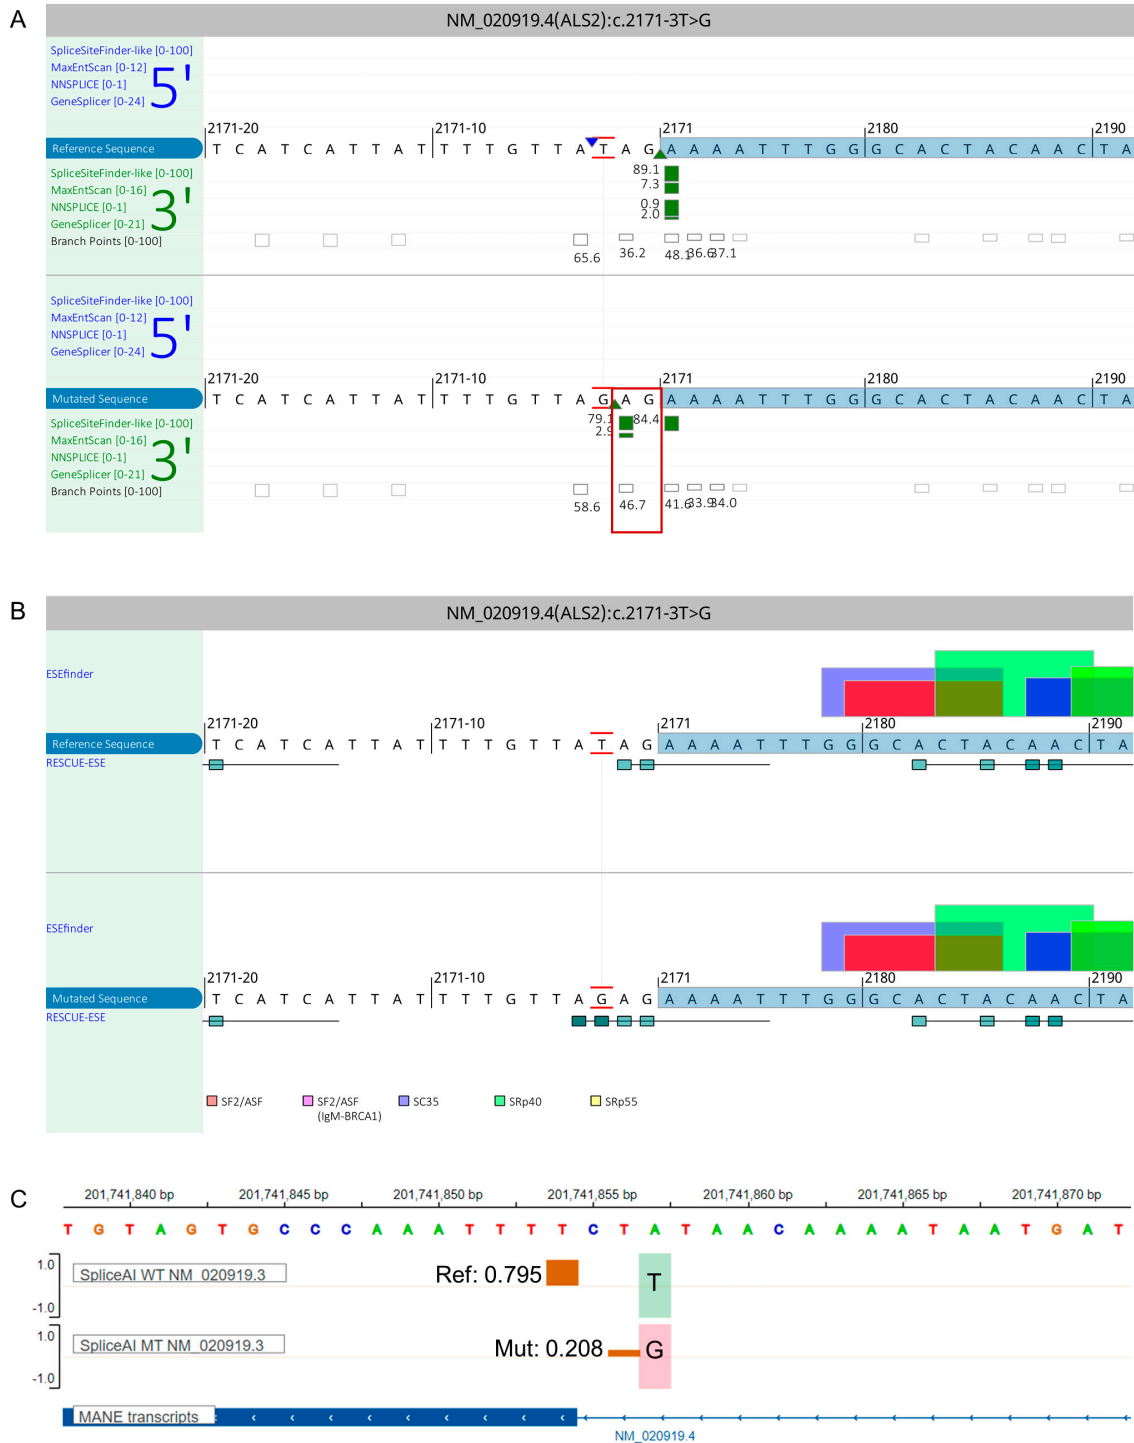 A
NM_020919.4(ALS2):c.2171-3T>G
SpliceSiteFinder-like [0-100]
MaxEntScan [0-12]
NNSPLICE [0-1]
GeneSplicer [0-24]
5'
2171-20 2171-10 2171 2180 2190
Reference Sequence T C A T C A T T A T T T T G T T A T A G A A A A T T T G G G C A C T A C A A C T A
SpliceSiteFinder-like [0-100]
MaxEntScan [0-16]
NNSPLICE [0-1]
GeneSplicer [0-21]
3'
89.1
7.3
0.9
2.0
Branch Points [0-100]
65.6 36.2 48.1 36.6 37.1
SpliceSiteFinder-like [0-100]
MaxEntScan [0-12]
NNSPLICE [0-1]
GeneSplicer [0-24]
5'
2171-20 2171-10 2171 2180 2190
Mutated Sequence T C A T C A T T A T T T T G T T A G A G A A A A T T T G G G C A C T A C A A C T A
SpliceSiteFinder-like [0-100]
MaxEntScan [0-16]
NNSPLICE [0-1]
GeneSplicer [0-21]
3'
79.1 84.4
2.9
Branch Points [0-100]
58.6 46.7 41.6 33.9 34.0
B
NM_020919.4(ALS2):c.2171-3T>G
ESEfinder
2171-20 2171-10 2171 2180 2190
Reference Sequence T C A T C A T T A T T T T G T T A T A G A A A A T T T G G G C A C T A C A A C T A
RESCUE-ESE
ESEfinder
2171-20 2171-10 2171 2180 2190
Mutated Sequence T C A T C A T T A T T T T G T T A G A G A A A A T T T G G G C A C T A C A A C T A
RESCUE-ESE
SF2/ASF SF2/ASF SC35 SRp40 SRp55
(IgM-BRCA1)
C
201,741,840 bp 201,741,845 bp 201,741,850 bp 201,741,855 bp 201,741,860 bp 201,741,865 bp 201,741,870 bp
T G T A G T G C C C A A A T T T T C T A T A A C A A A A T A A T G A T
1.0
SpliceAI WT NM_020919.3
Ref: 0.795
T
-1.0
1.0
SpliceAI MT NM_020919.3
Mut: 0.208
G
-1.0
MANE transcripts
NM_020919.4